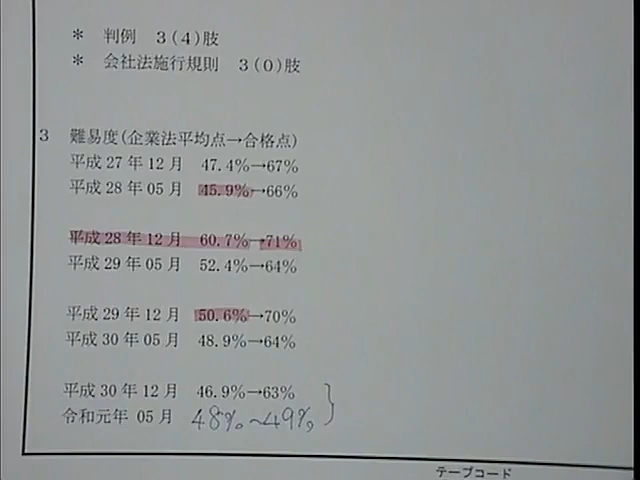 * 判例 3(4)肢
* 会社法施行規則 3(0)肢
3 難易度(企業法平均点→合格点)
平成27年12月 47.4%→67%
平成28年05月 45.9%→66%
平成28年12月 60.7%→71%
平成29年05月 52.4%→64%
平成29年12月 50.6%→70%
平成30年05月 48.9%→64%
平成30年12月 46.9%→63%
令和元年 05月 48%~49%
テープコード